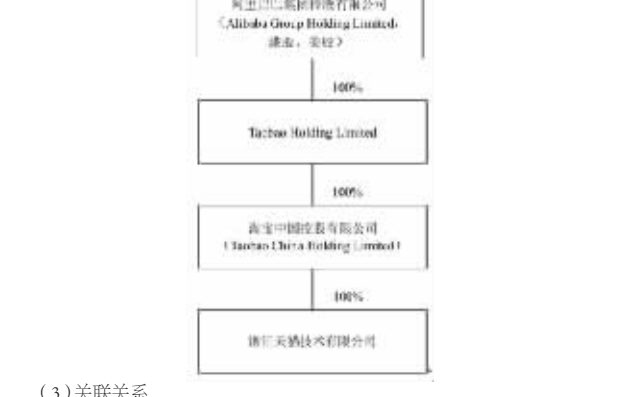 阿里巴巴集团控股有限公司
(Alibaba Group Holding Limited,
100%
Taobao Holding Limited
100%
淘宝中国控股有限公司
(Taobao China Holding Limited)
100%
浙江天猫技术有限公司
(3)关联关系